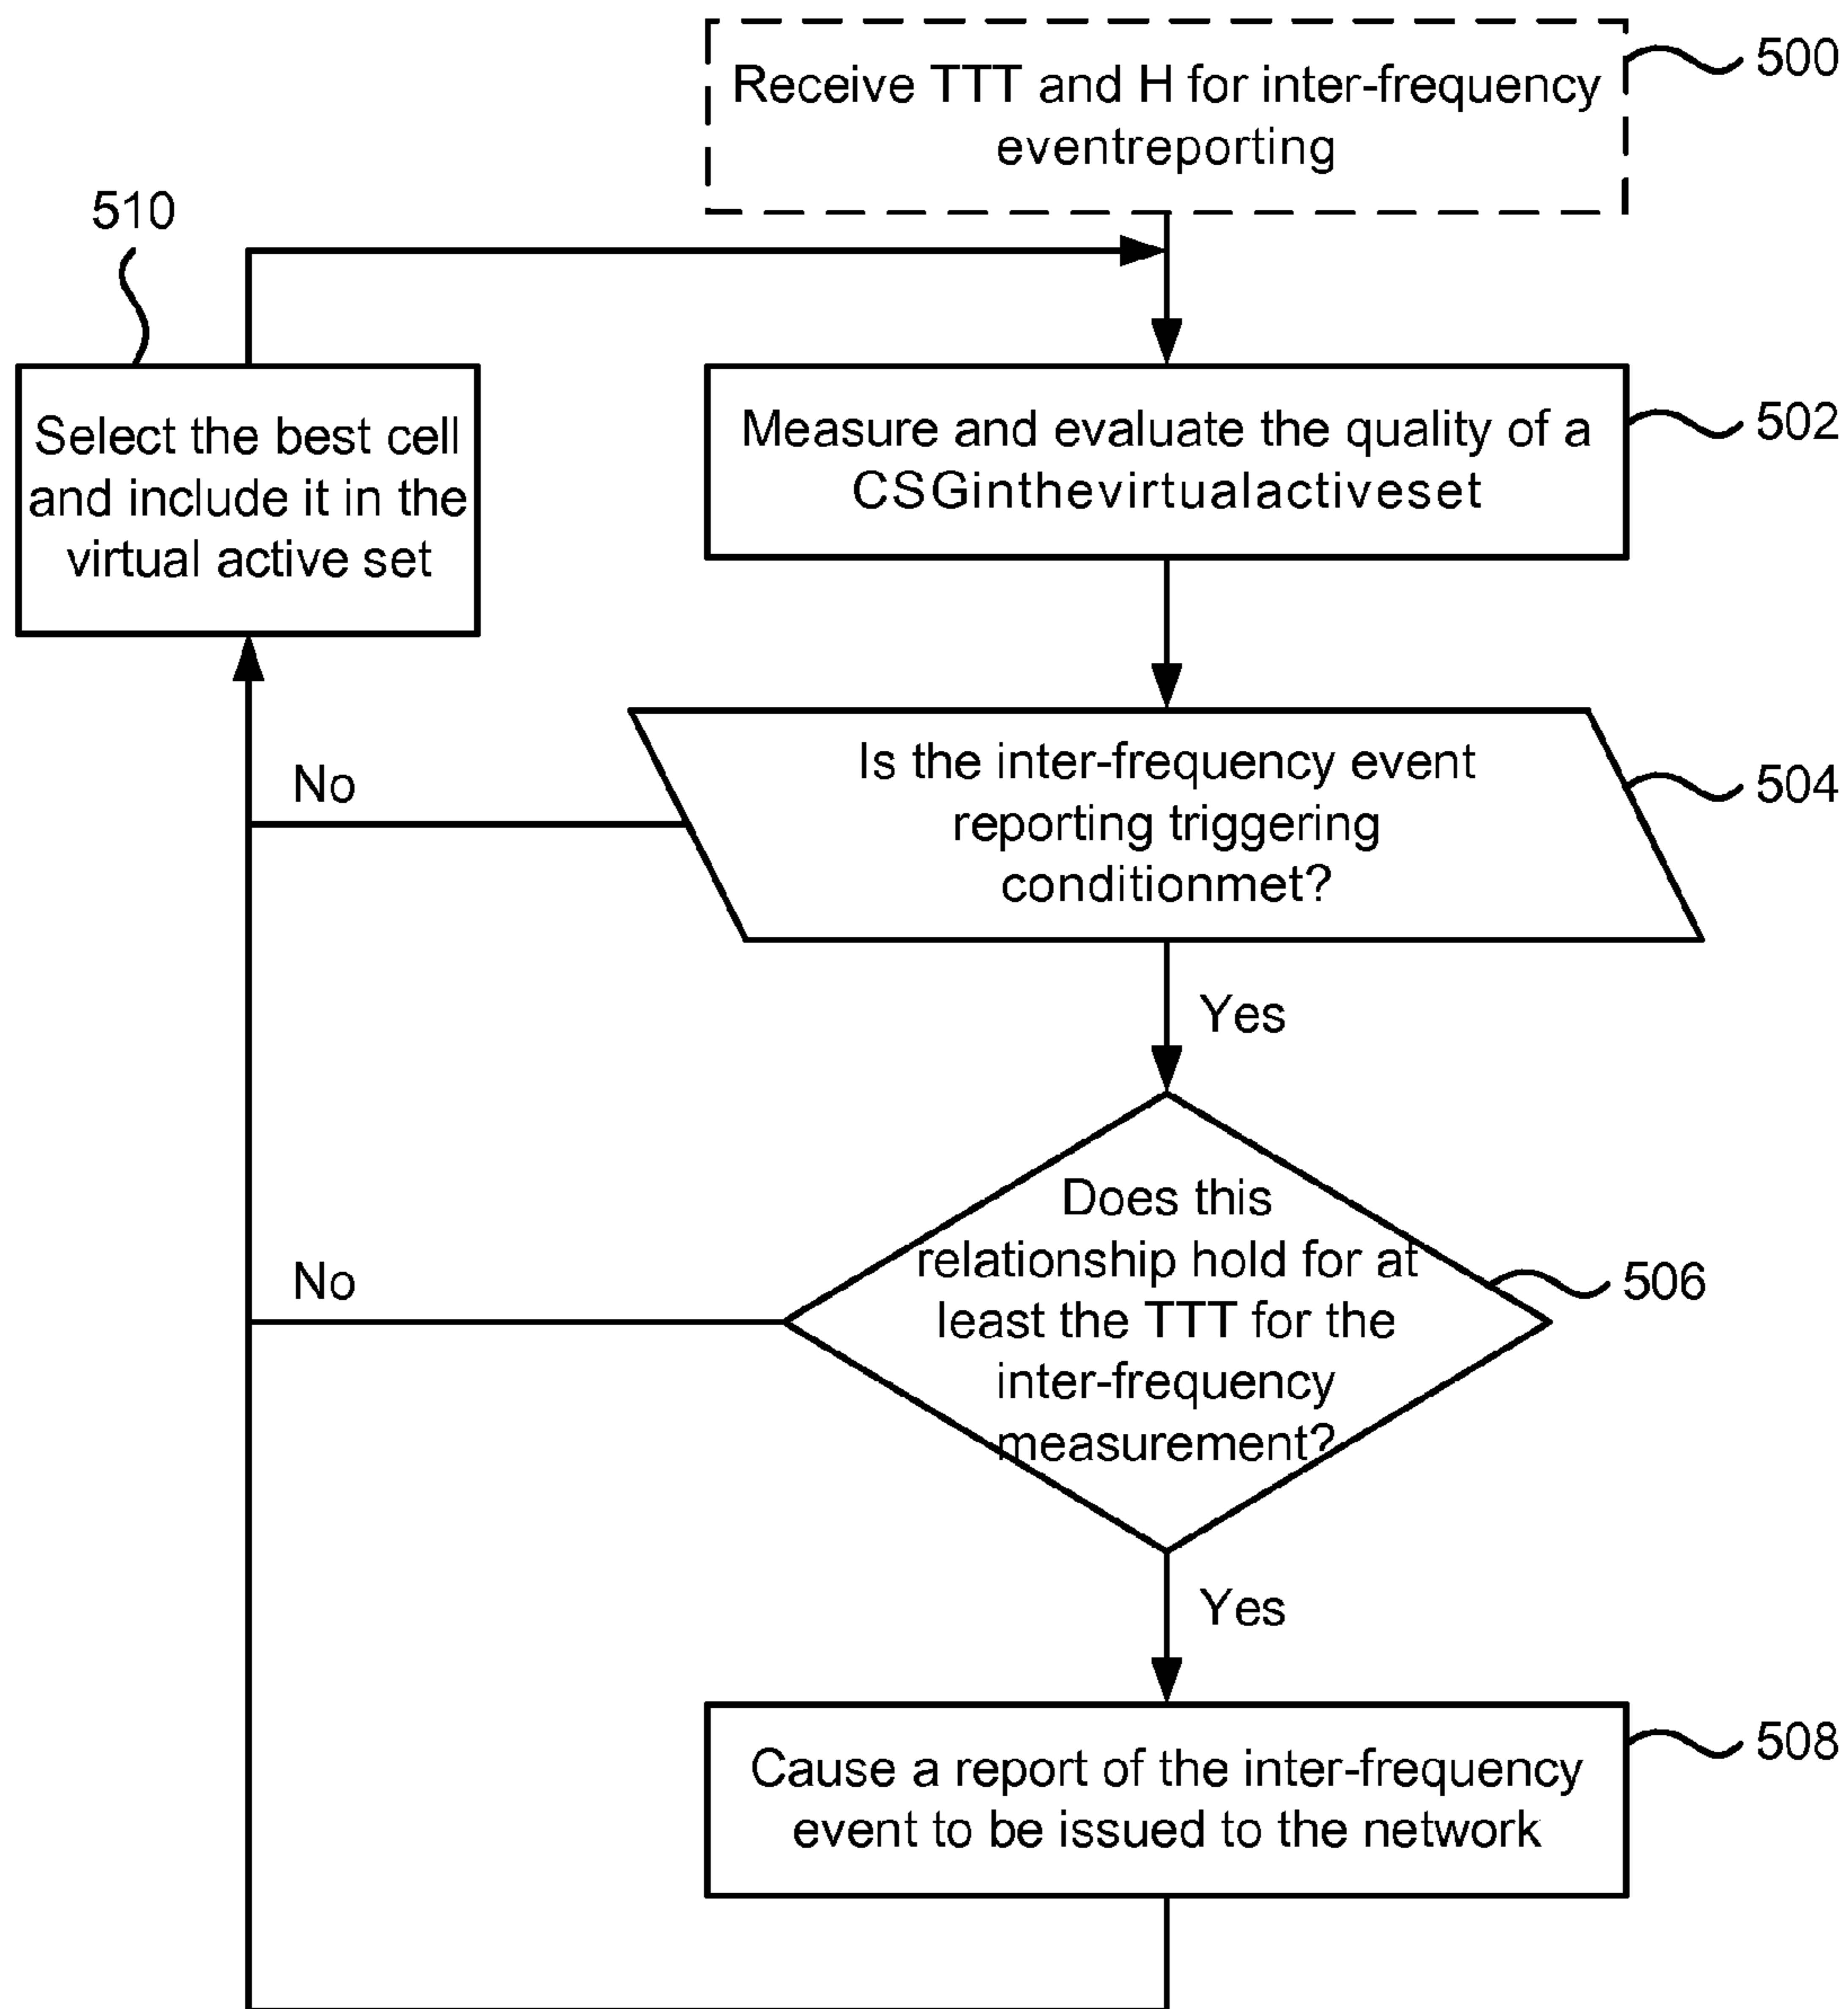 Receive TTT and H for inter-frequency
eventreporting
500
510
Select the best cell
and include it in the
virtual active set
Measure and evaluate the quality of a
CSGinthevirtualactiveset
502
Is the inter-frequency event
reporting triggering
conditionmet?
504
No
Yes
Does this
relationship hold for at
least the TTT for the
inter-frequency
measurement?
506
No
Yes
Cause a report of the inter-frequency
event to be issued to the network
508